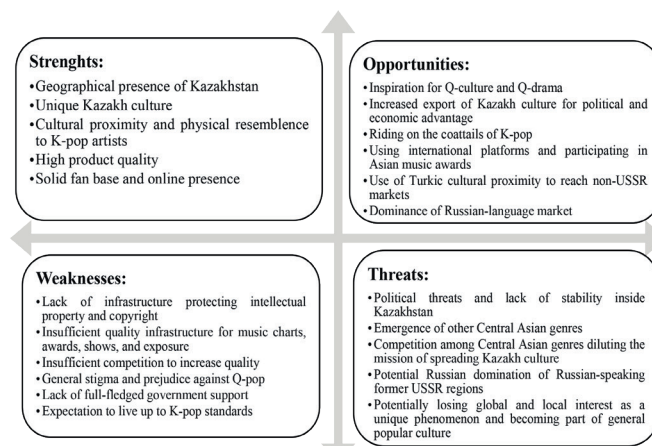 Strenghts:
•Geographical presence of Kazakhstan
•Unique Kazakh culture
•Cultural proximity and physical resemblence
to K-pop artists
•High product quality
•Solid fan base and online presence
Opportunities:
•Inspiration for Q-culture and Q-drama
•Increased export of Kazakh culture for political and
economic advantage
•Riding on the coattails of K-pop
•Using international platforms and participating in
Asian music awards
•Use of Turkic cultural proximity to reach non-USSR
markets
•Dominance of Russian-language market
Weaknesses:
•Lack of infrastructure protecting intellectual
property and copyright
•Insufficient quality infrastructure for music charts,
awards, shows, and exposure
•Insufficient competition to increase quality
•General stigma and prejudice against Q-pop
•Lack of full-fledged government support
•Expectation to live up to K-pop standards
Threats:
•Political threats and lack of stability inside
Kazakhstan
•Emergence of other Central Asian genres
•Competition among Central Asian genres diluting the
mission of spreading Kazakh culture
•Potential Russian domination of Russian-speaking
former USSR regions
•Potentially losing global and local interest as a
unique phenomenon and becoming part of general
popular culture